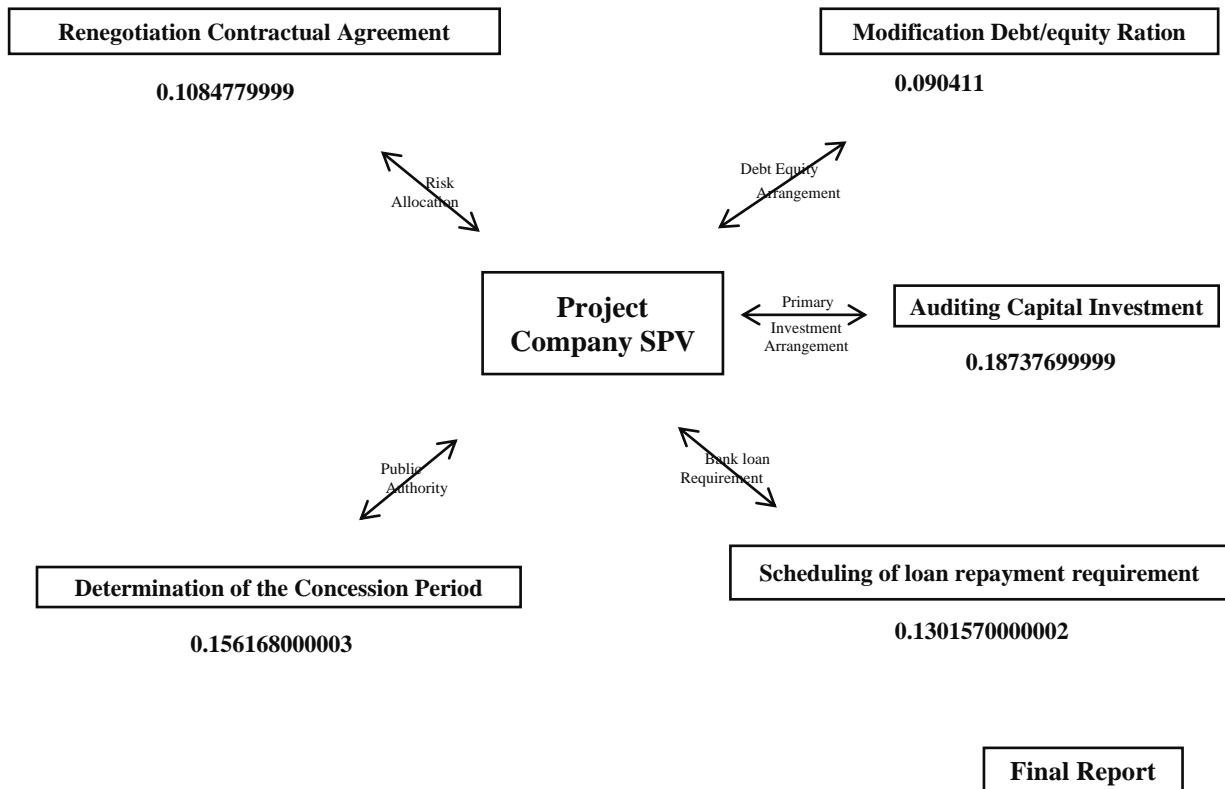 Renegotiation Contractual Agreement
0.1084779999
Modification Debt/equity Ration
0.090411
Risk
Allocation
Debt Equity
Arrangement
Project
Company SPV
Primary
Investment
Arrangement
Auditing Capital Investment
0.18737699999
Public
Authority
Bank loan
Requirement
Determination of the Concession Period
0.156168000003
Scheduling of loan repayment requirement
0.1301570000002
Final Report